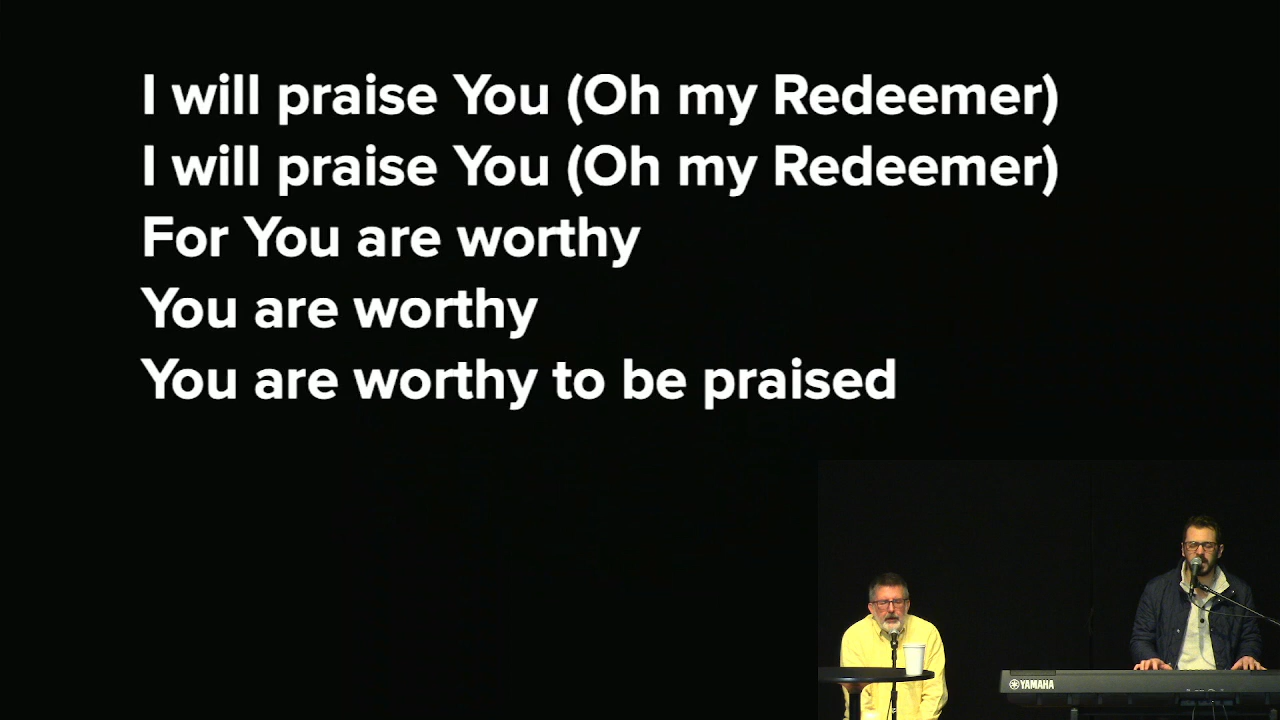 I will praise You (Oh my Redeemer)
I will praise You (Oh my Redeemer)
For You are worthy
You are worthy
You are worthy to be praised
YAMAHA